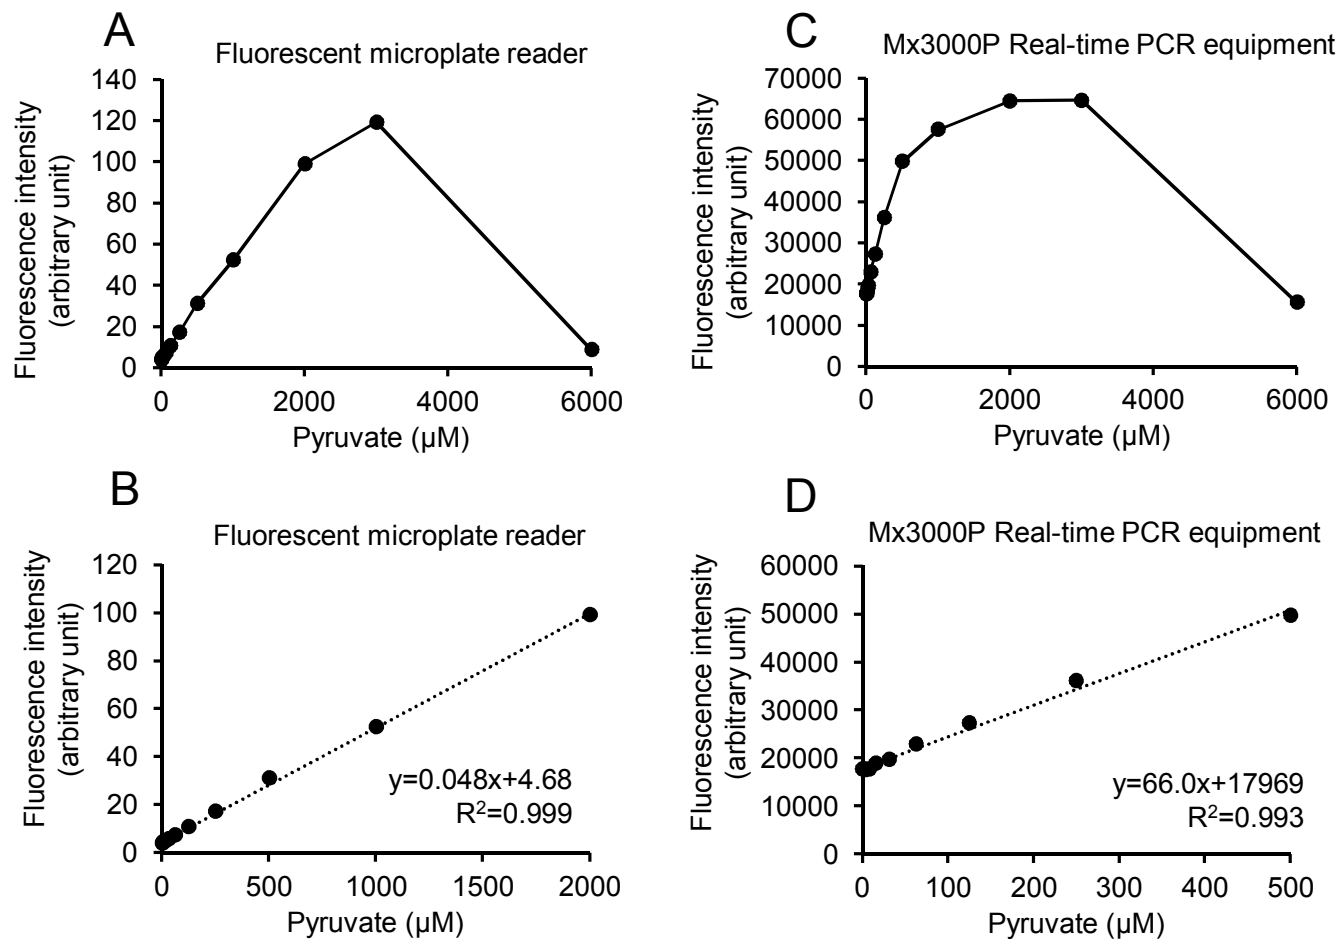 A
Fluorescent microplate reader
Fluorescence intensity
(arbitrary unit)
140
120
100
80
60
40
20
0
0 2000 4000 6000
Pyruvate (µM)
C
Mx3000P Real-time PCR equipment
Fluorescence intensity
(arbitrary unit)
70000
60000
50000
40000
30000
20000
10000
0
0 2000 4000 6000
Pyruvate (µM)
B
Fluorescent microplate reader
Fluorescence intensity
(arbitrary unit)
120
100
80
60
40
20
0
y=0.048x+4.68
R²=0.999
0 500 1000 1500 2000
Pyruvate (µM)
D
Mx3000P Real-time PCR equipment
Fluorescence intensity
(arbitrary unit)
60000
50000
40000
30000
20000
10000
0
y=66.0x+17969
R²=0.993
0 100 200 300 400 500
Pyruvate (µM)